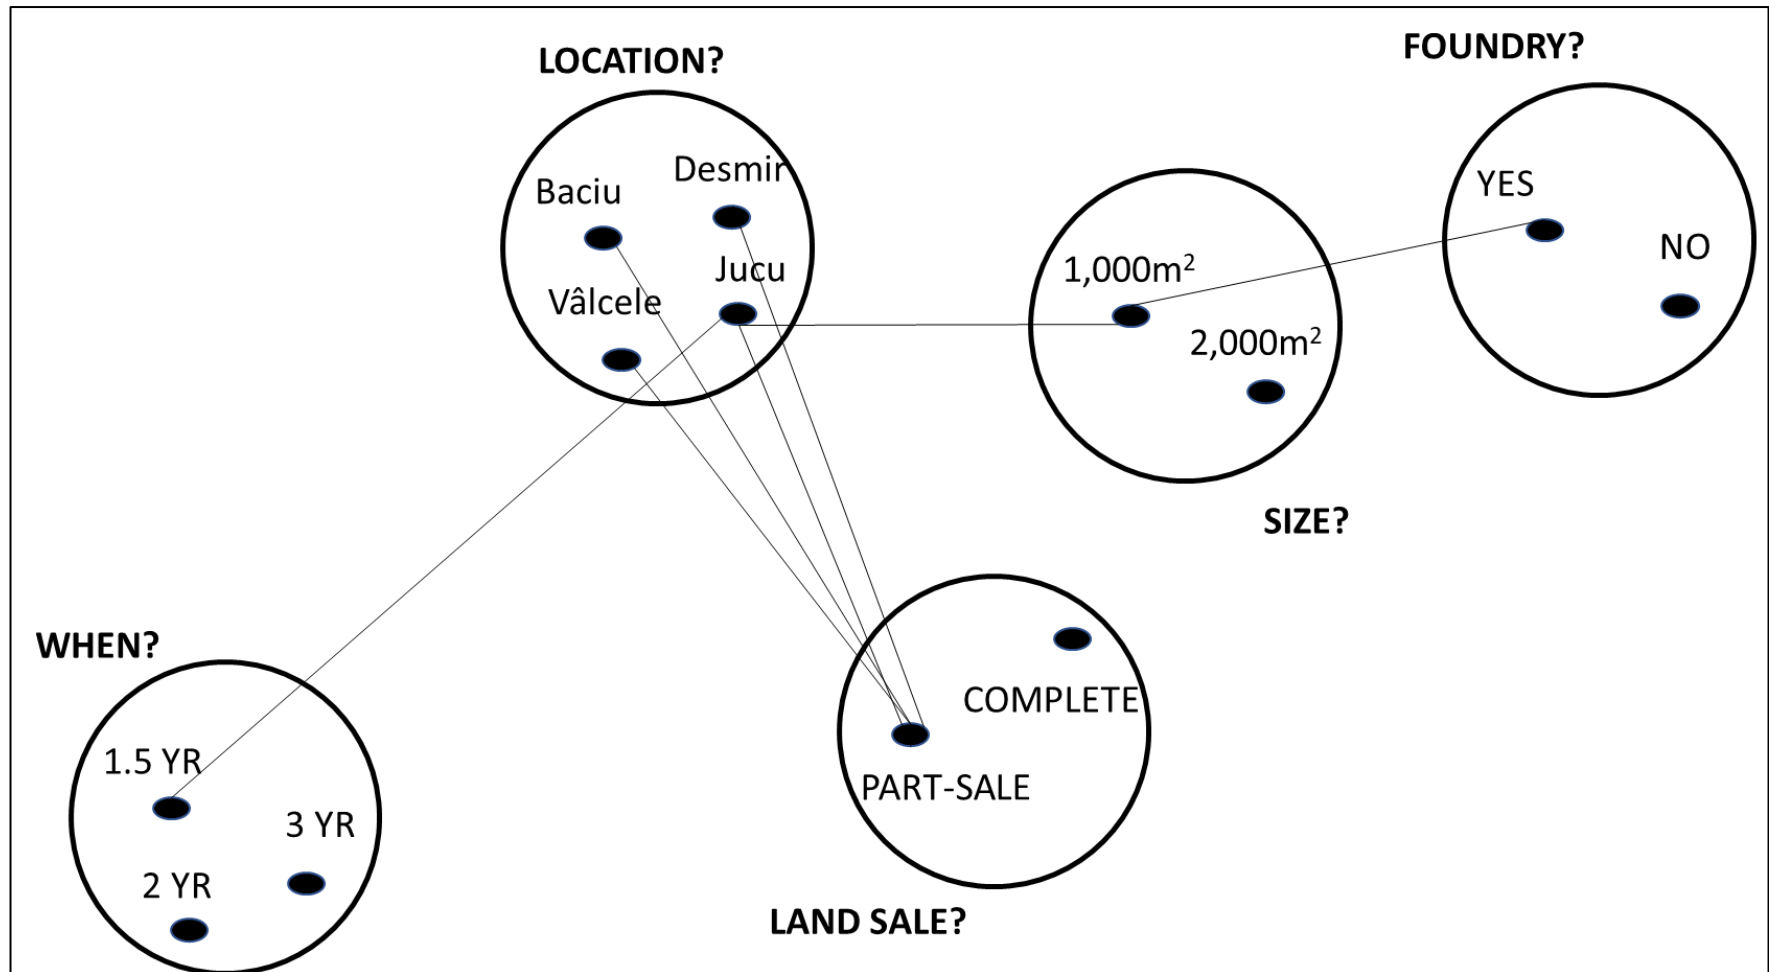 LOCATION?
FOUNDRY?
Desmir
Baciu
YES
Jucu
1,000m²
NO
Vâlcele
2,000m²
SIZE?
WHEN?
COMPLETE
1.5 YR
PART-SALE
3 YR
2 YR
LAND SALE?